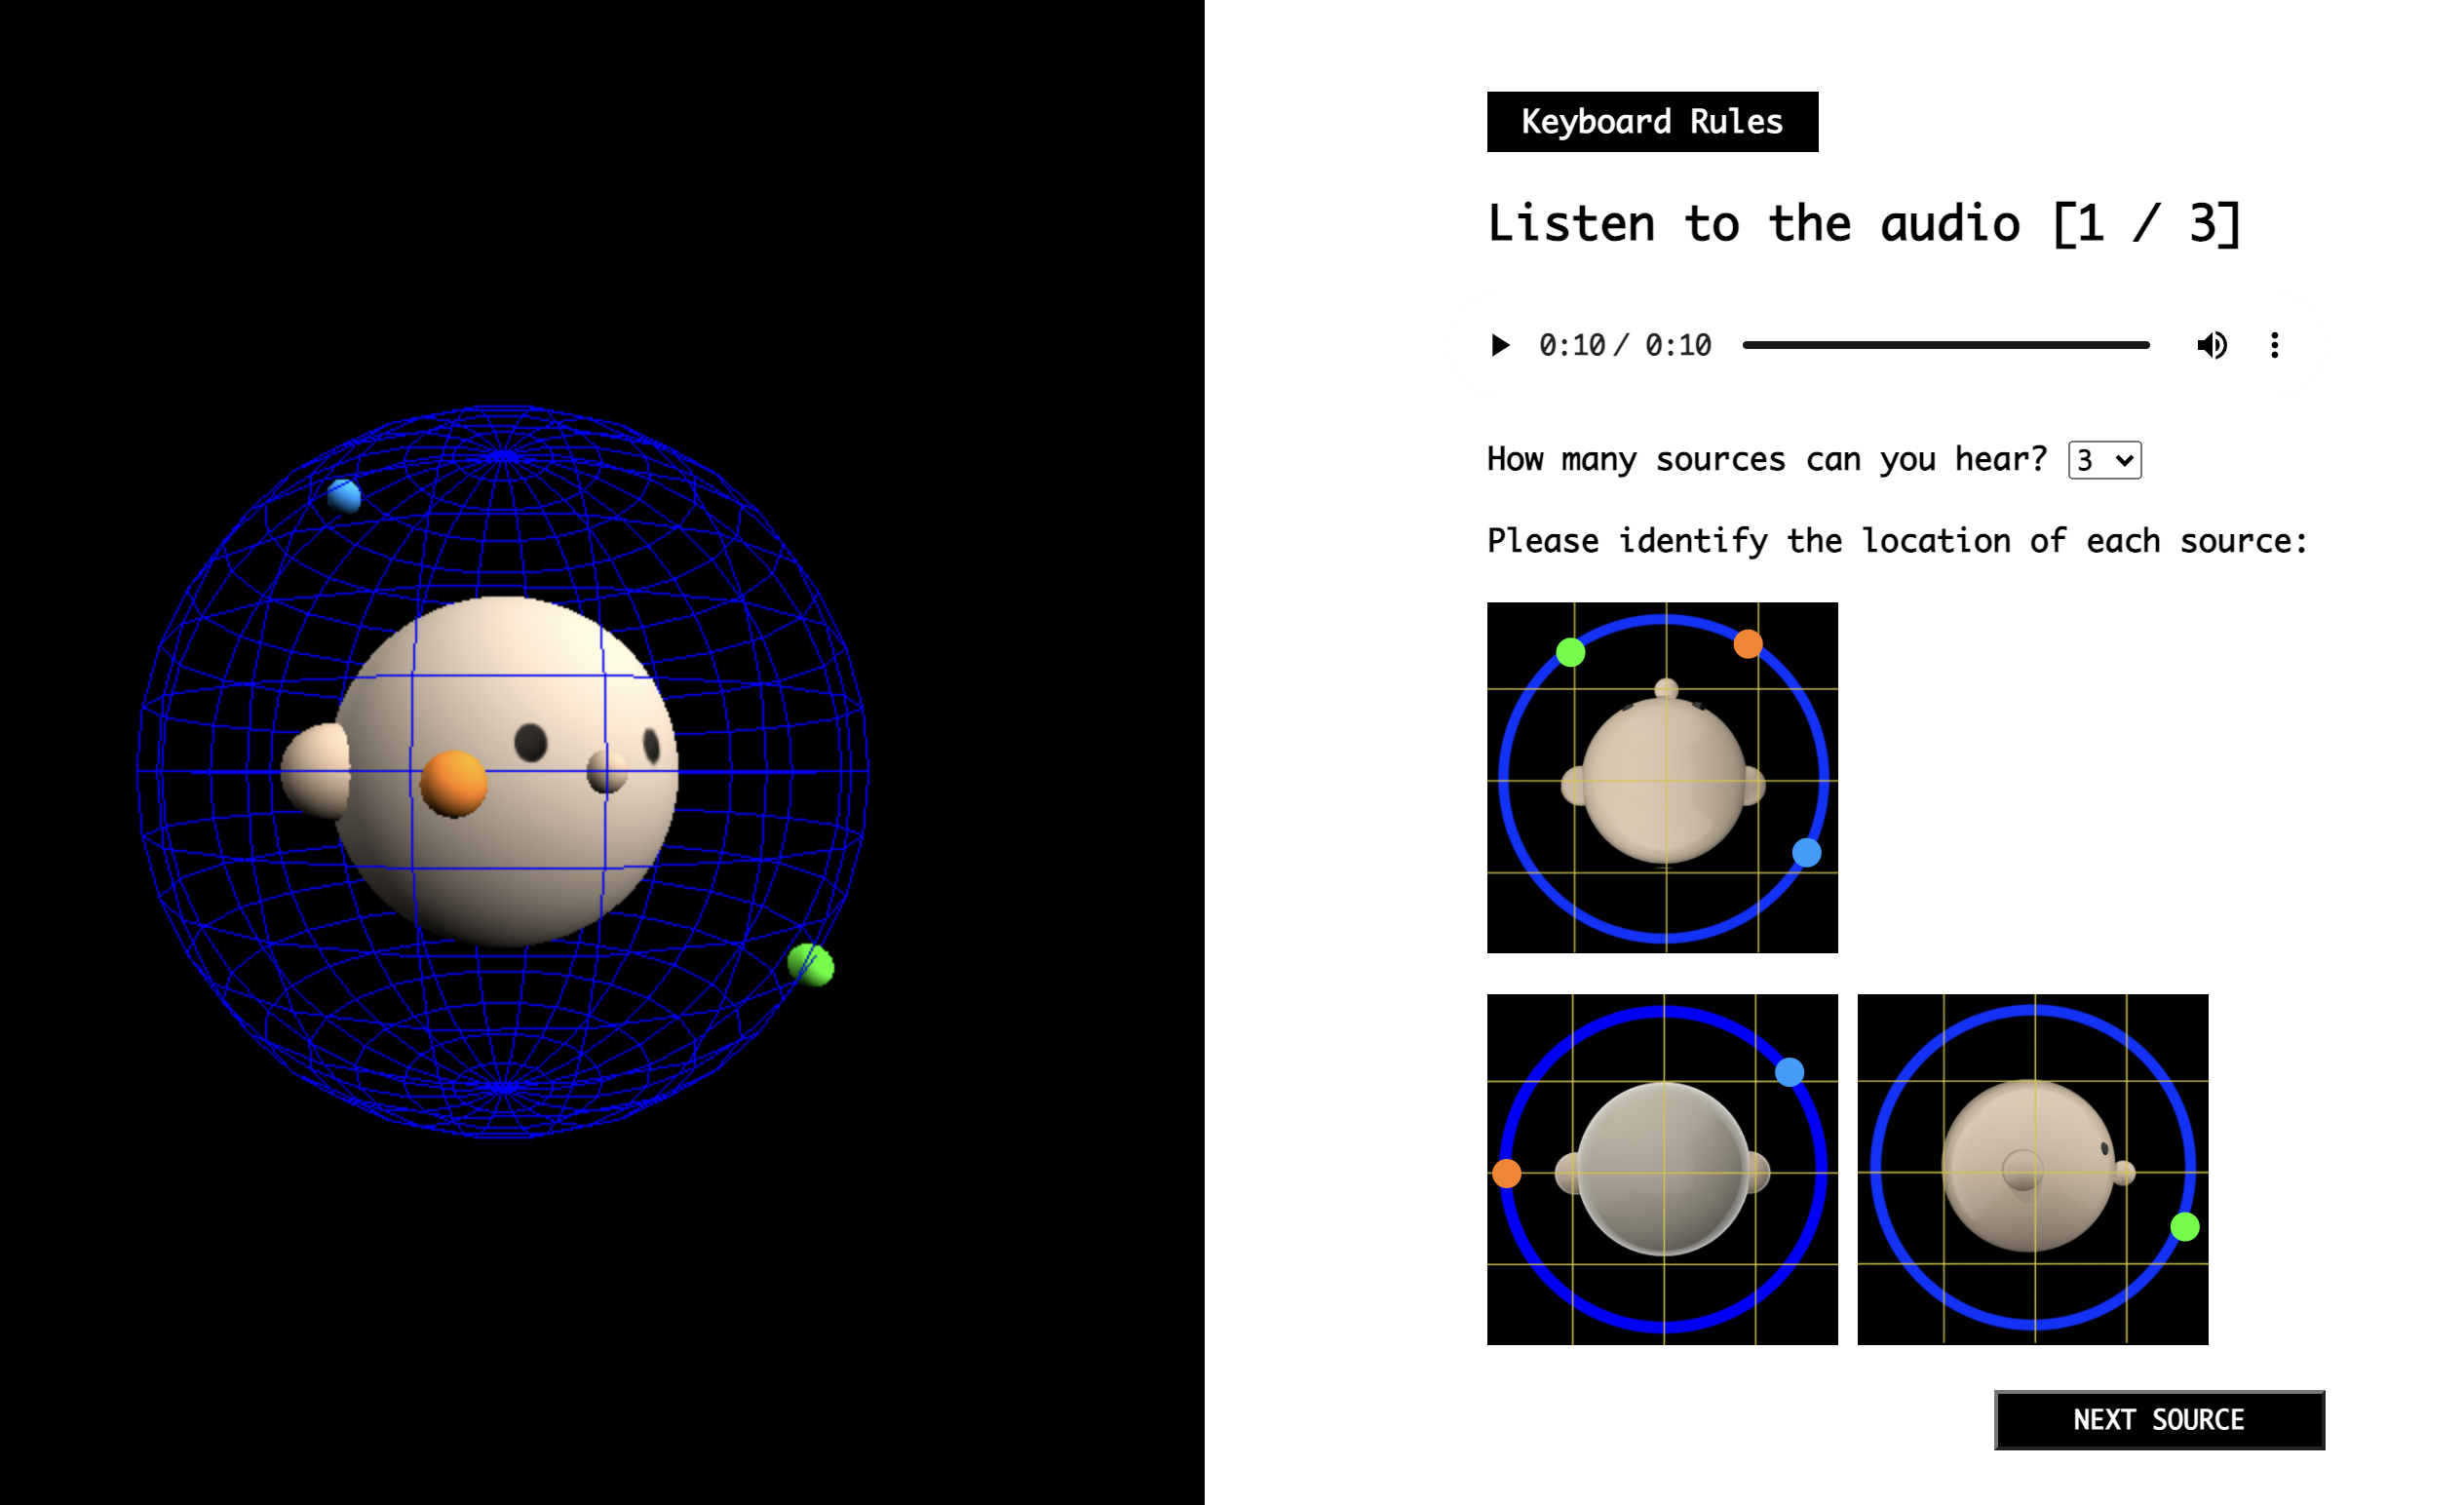 Keyboard Rules
Listen to the audio [1 / 3]
0:10 / 0:10
How many sources can you hear? 3
Please identify the location of each source:
NEXT SOURCE